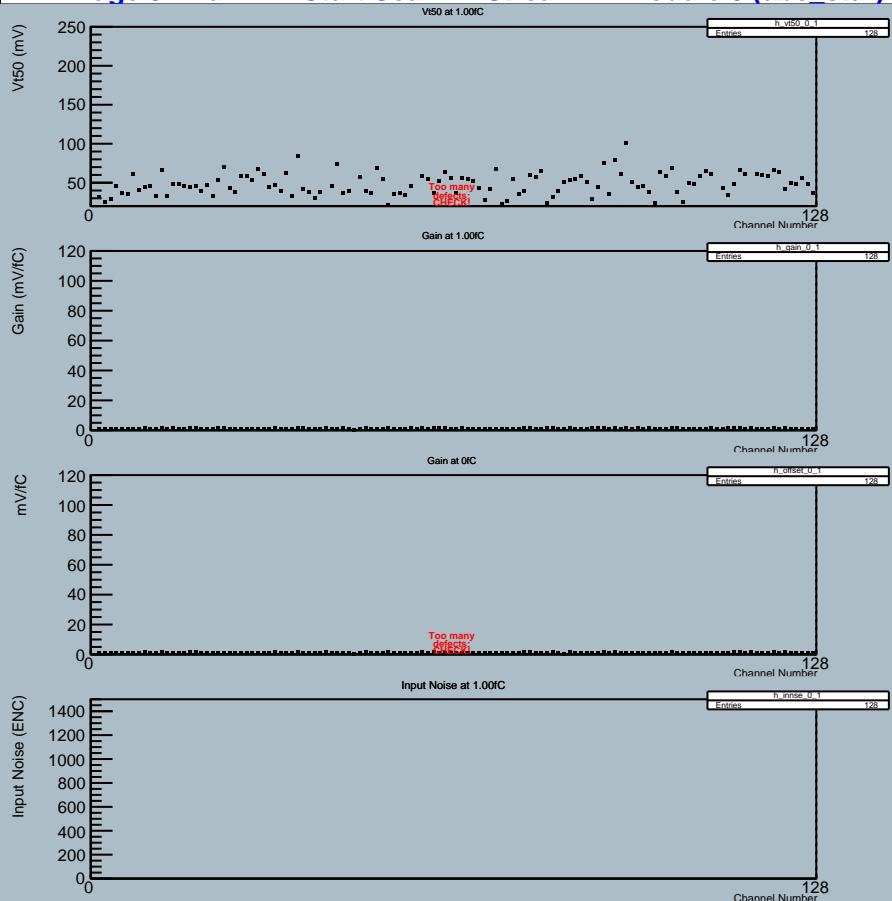 Vt50 at 1.00fC
h_vt50_0_1
Entries 128
Vt50 (mV)
250
200
150
100
50
Too many
defects:
CHECK!
0
128
Channel Number
Gain at 1.00fC
h_gain_0_1
Entries 128
Gain (mV/fC)
120
100
80
60
40
20
0
0
128
Channel Number
Gain at 0fC
h_offset_0_1
Entries 128
mV/fC
120
100
80
60
40
20
Too many
defects:
CHECK!
0
0
128
Channel Number
Input Noise at 1.00fC
h_innse_0_1
Entries 128
Input Noise (ENC)
1400
1200
1000
800
600
400
200
0
0
128
Channel Number